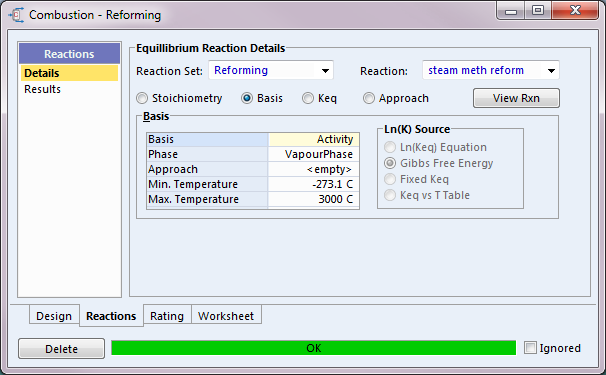 Combustion - Reforming
Reactions
Details
Results
Equilibrium Reaction Details
Reaction Set: Reforming Reaction: steam meth reform
Stoichiometry Basis Keq Approach View Rxn
Basis
Basis Activity
Phase VapourPhase
Approach <empty>
Min. Temperature -273.1 C
Max. Temperature 3000 C
Ln(K) Source
Ln(Keq) Equation
Gibbs Free Energy
Fixed Keq
Keq vs T Table
Design Reactions Rating Worksheet
Delete OK Ignored